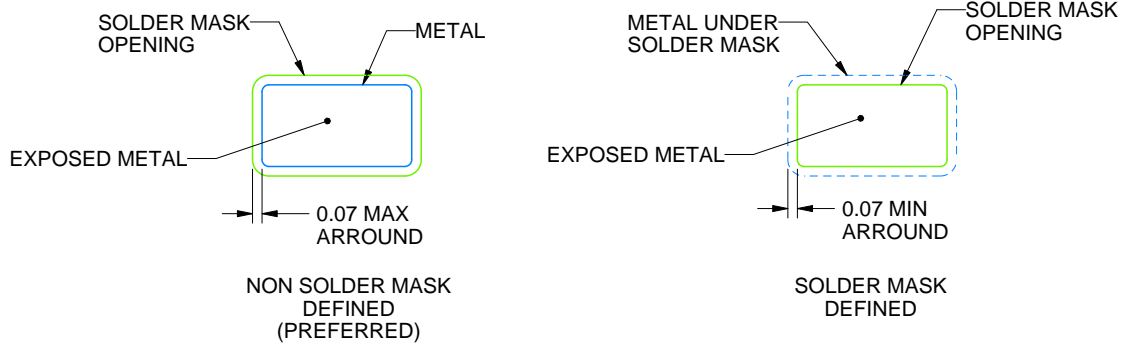 SOLDER MASK
OPENING
METAL
EXPOSED METAL
0.07 MAX
ARROUND
NON SOLDER MASK
DEFINED
(PREFERRED)
METAL UNDER
SOLDER MASK
SOLDER MASK
OPENING
EXPOSED METAL
0.07 MIN
ARROUND
SOLDER MASK
DEFINED